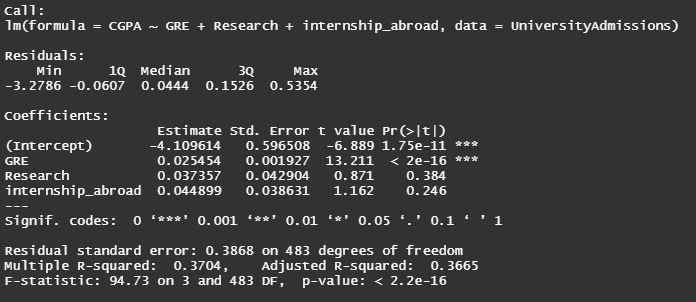 Call:
lm(formula = CGPA ~ GRE + Research + internship_abroad, data = UniversityAdmissions)
Residuals:
    Min      1Q  Median      3Q     Max
-3.2786 -0.0607  0.0444  0.1526  0.5354
Coefficients:
                   Estimate Std. Error t value Pr(>|t|)
(Intercept)       -4.109614   0.596508  -6.889 1.75e-11 ***
GRE                0.025454   0.001927  13.211  < 2e-16 ***
Research           0.037357   0.042904   0.871    0.384
internship_abroad  0.044899   0.038631   1.162    0.246
---
Signif. codes:  0 ‘***’ 0.001 ‘**’ 0.01 ‘*’ 0.05 ‘.’ 0.1 ‘ ’ 1
Residual standard error: 0.3868 on 483 degrees of freedom
Multiple R-squared:  0.3704,    Adjusted R-squared:  0.3665
F-statistic: 94.73 on 3 and 483 DF,  p-value: < 2.2e-16